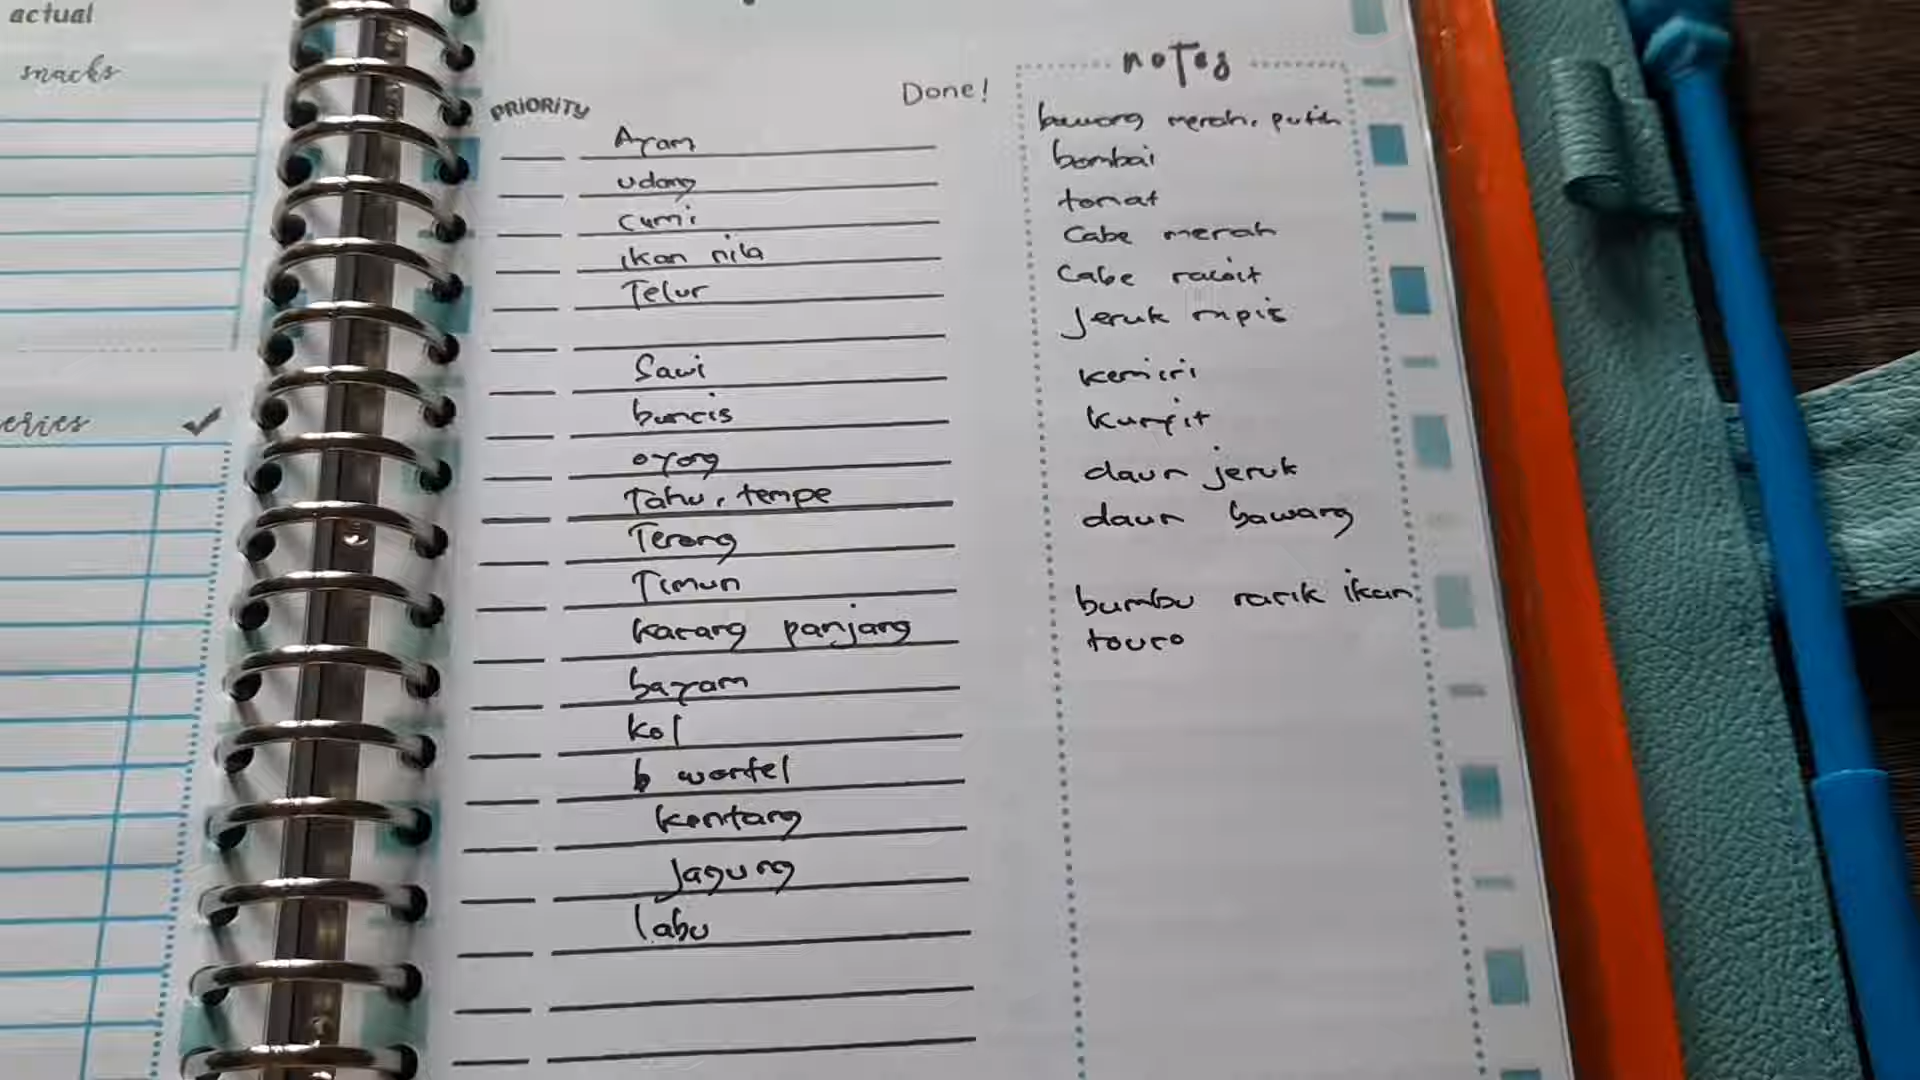 actual
snacks
eries
PRIORITY
Done!
Ayam
udang
cumi
ikan nila
Telur
Sawi
buncis
oyong
Tahu, tempe
Terong
Timun
kacang panjang
bayam
kol
b wortel
kentang
Jagung
labu
notes
bawang merah, putih
bombai
tomat
Cabe merah
Cabe rawit
Jeruk nipis
kemiri
kunyit
daun jeruk
daun bawang
bumbu racik ikan